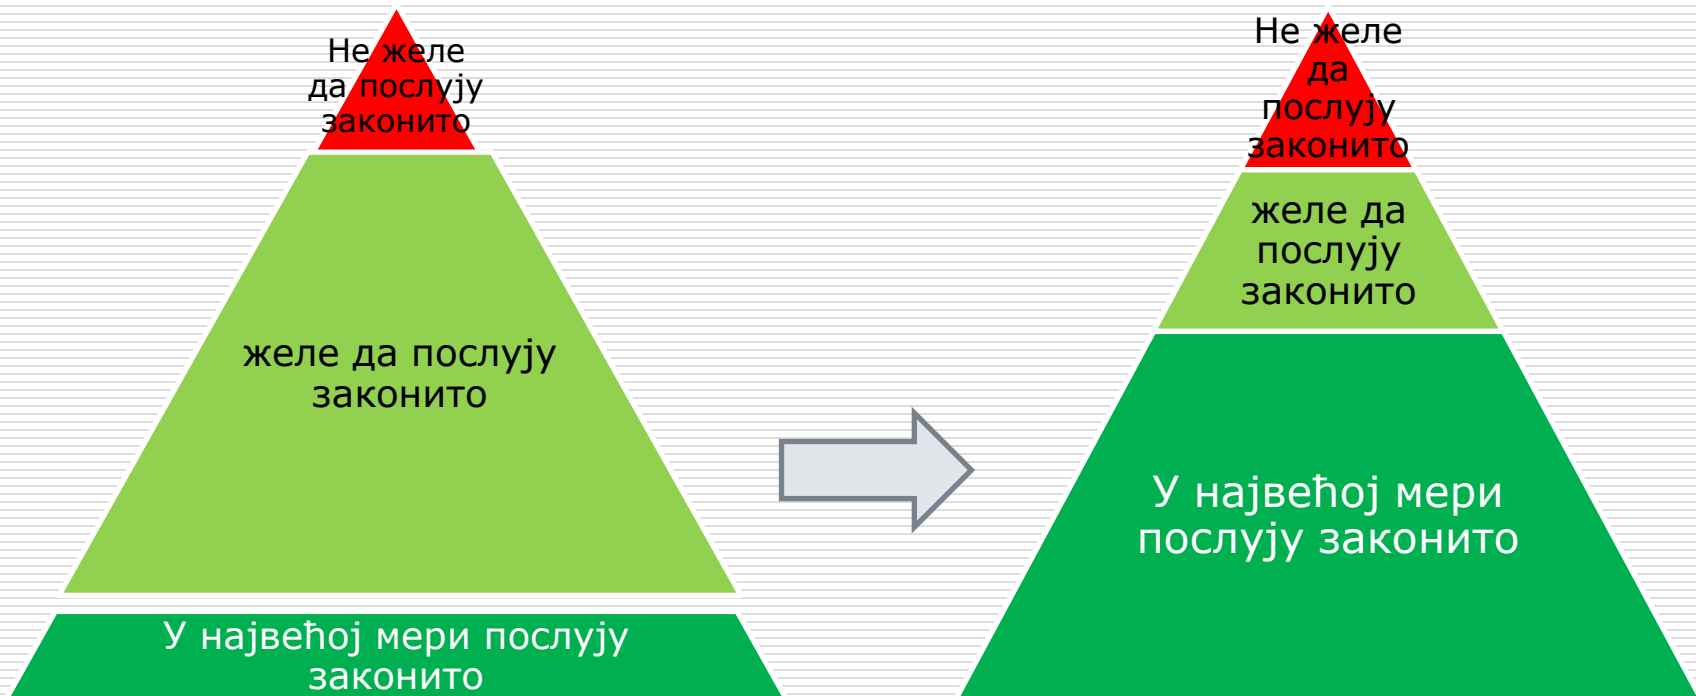 Не желе
да послују
законито
желе да послују
законито
У највећој мери послују
законито
Не желе
да
послују
законито
желе да
послују
законито
У највећој мери
послују законито